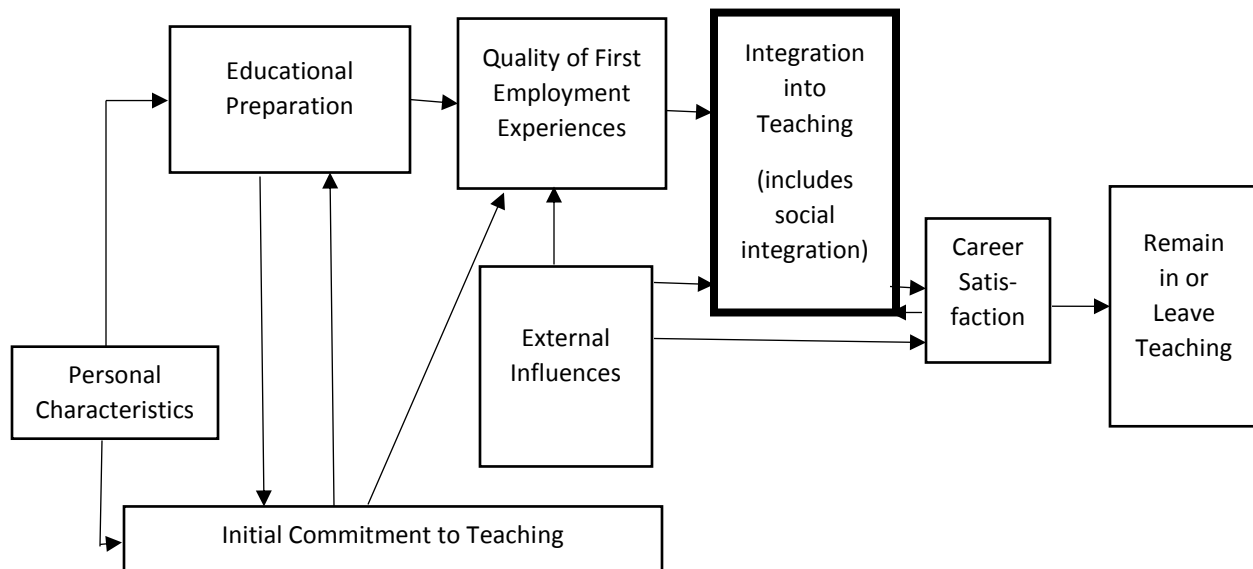 Educational
Preparation
Quality of First
Employment
Experiences
Integration
into
Teaching
(includes
social
integration)
Career
Satis-
faction
Remain
in or
Leave
Teaching
External
Influences
Personal
Characteristics
Initial Commitment to Teaching